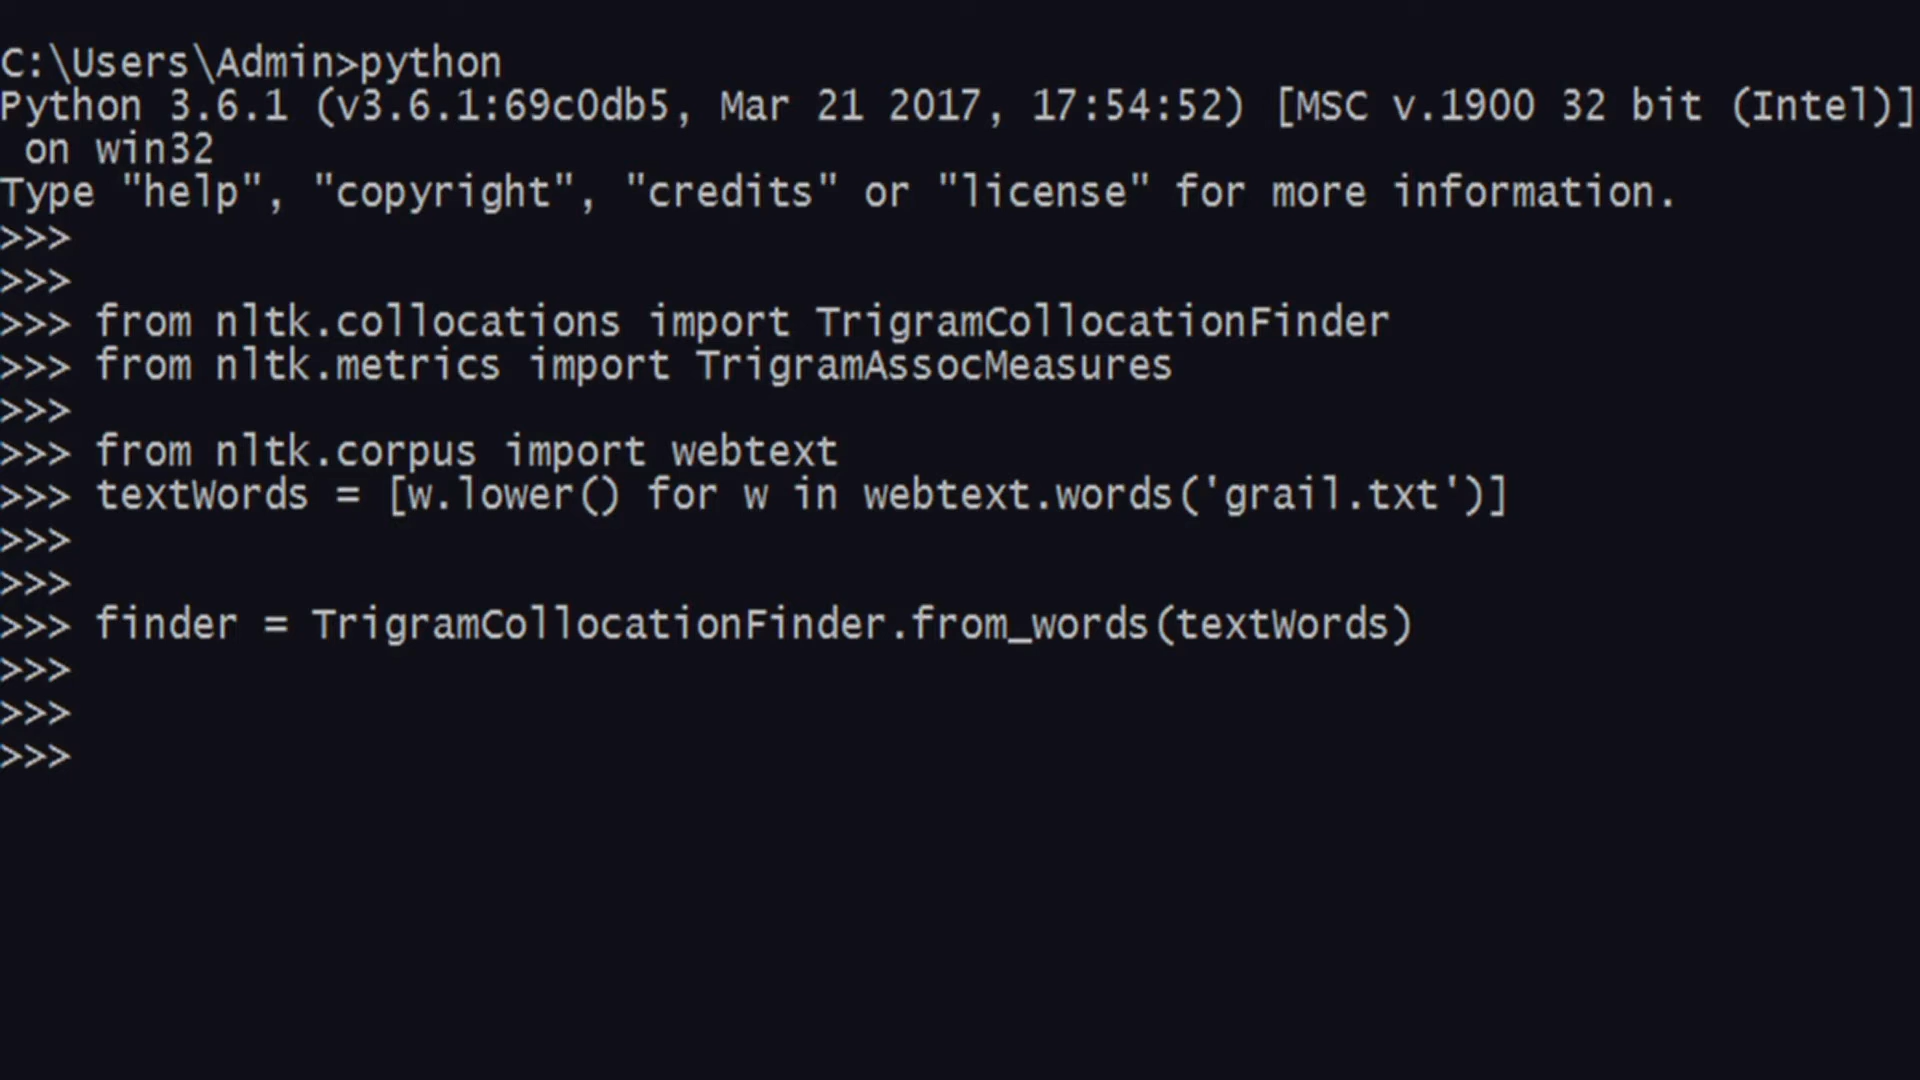 C:\Users\Admin>python
Python 3.6.1 (v3.6.1:69c0db5, Mar 21 2017, 17:54:52) [MSC v.1900 32 bit (Intel)]
 on win32
Type "help", "copyright", "credits" or "license" for more information.
>>>
>>>
>>> from nltk.collocations import TrigramCollocationFinder
>>> from nltk.metrics import TrigramAssocMeasures
>>>
>>> from nltk.corpus import webtext
>>> textWords = [w.lower() for w in webtext.words('grail.txt')]
>>>
>>>
>>> finder = TrigramCollocationFinder.from_words(textWords)
>>>
>>>
>>>